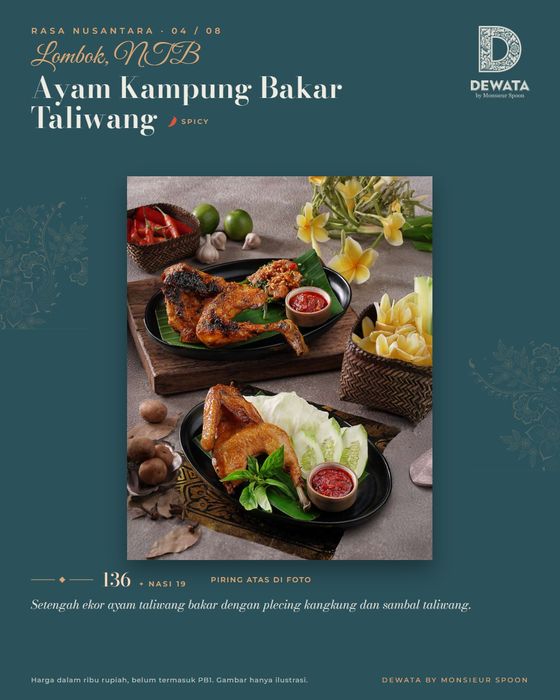 RASA NUSANTARA · 04 / 08
Lombok, NTB
Ayam Kampung Bakar
Taliwang SPICY
DEWATA
by Monsieur Spoon
136 + NASI 19 PIRING ATAS DI FOTO
Setengah ekor ayam taliwang bakar dengan plecing kangkung dan sambal taliwang.
Harga dalam ribu rupiah, belum termasuk PB1. Gambar hanya ilustrasi.
DEWATA BY MONSIEUR SPOON